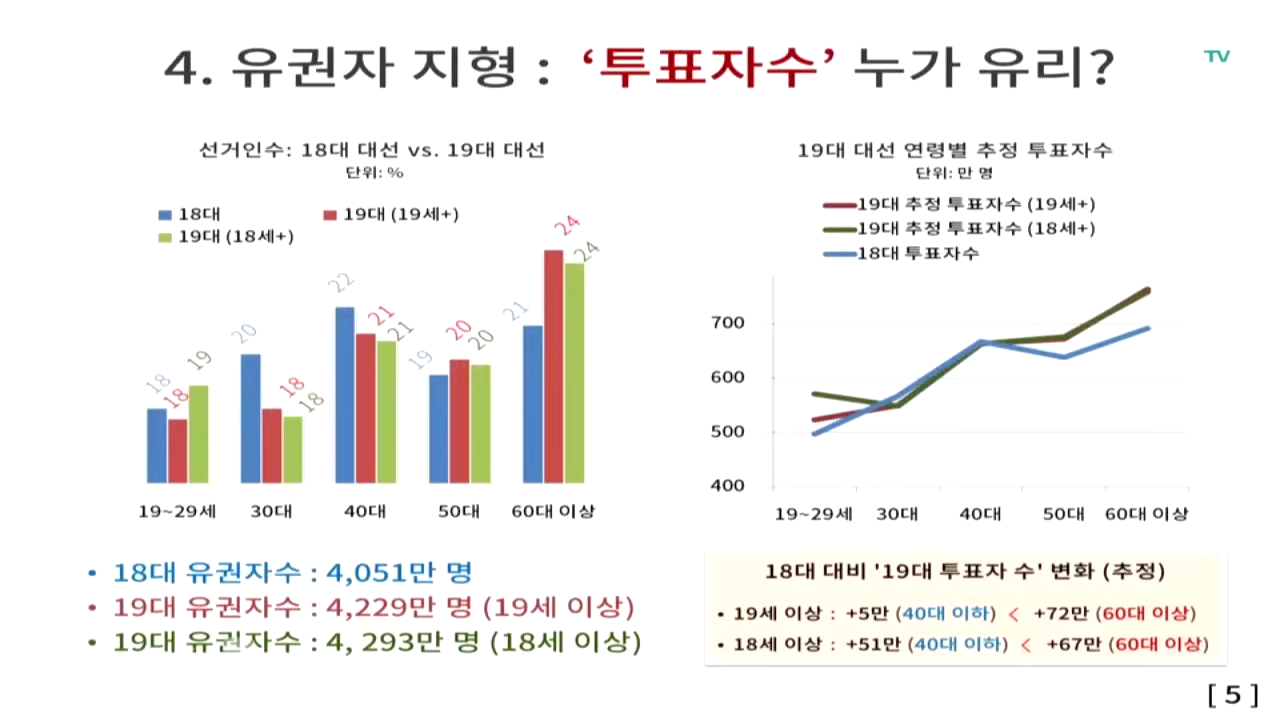 4. 유권자 지형 : ‘투표자수’ 누가 유리?
TV
선거인수: 18대 대선 vs. 19대 대선
단위: %
18대
19대 (19세+)
19대 (18세+)
18
18
19
20
18
18
22
21
21
19
20
20
21
24
24
19~29세
30대
40대
50대
60대 이상
19대 대선 연령별 추정 투표자수
단위: 만 명
19대 추정 투표자수 (19세+)
19대 추정 투표자수 (18세+)
18대 투표자수
700
600
500
400
19~29세
30대
40대
50대
60대 이상
• 18대 유권자수 : 4,051만 명
• 19대 유권자수 : 4,229만 명 (19세 이상)
• 19대 유권자수 : 4, 293만 명 (18세 이상)
18대 대비 '19대 투표자 수' 변화 (추정)
• 19세 이상 : +5만 (40대 이하) < +72만 (60대 이상)
• 18세 이상 : +51만 (40대 이하) < +67만 (60대 이상)
[ 5 ]